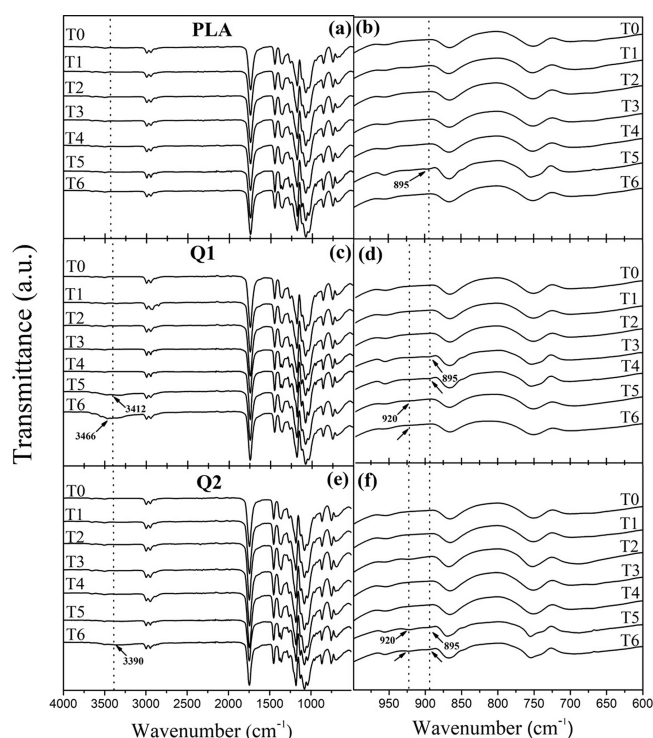 PLA (a)
T0
T1
T2
T3
T4
T5
T6
(b)
T0
T1
T2
T3
T4
T5
T6
895
Q1 (c)
T0
T1
T2
T3
T4
T5
T6
3412
3466
(d)
T0
T1
T2
T3
T4
T5
T6
895
920
Q2 (e)
T0
T1
T2
T3
T4
T5
T6
3390
(f)
T0
T1
T2
T3
T4
T5
T6
920 895
Transmittance (a.u.)
4000 3500 3000 2500 2000 1500 1000
950 900 850 800 750 700 650 600
Wavenumber (cm-1) Wavenumber (cm-1)